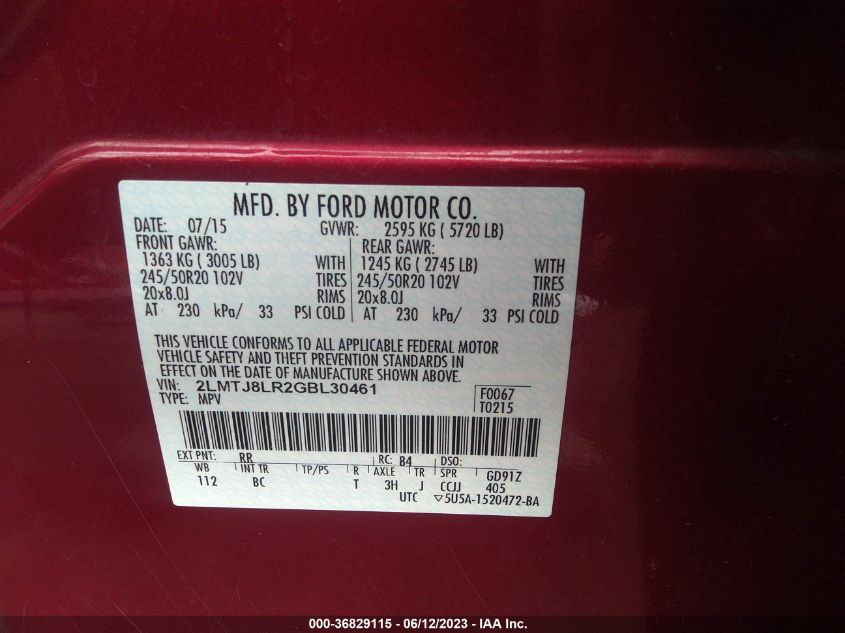 MFD. BY FORD MOTOR CO.
DATE: 07/15 GVWR: 2595 KG ( 5720 LB)
FRONT GAWR: REAR GAWR:
1363 KG ( 3005 LB) WITH 1245 KG ( 2745 LB) WITH
245/50R20 102V TIRES 245/50R20 102V TIRES
20x8.0J RIMS 20x8.0J RIMS
AT 230 kPa/ 33 PSI COLD AT 230 kPa/ 33 PSI COLD
THIS VEHICLE CONFORMS TO ALL APPLICABLE FEDERAL MOTOR
VEHICLE SAFETY AND THEFT PREVENTION STANDARDS IN
EFFECT ON THE DATE OF MANUFACTURE SHOWN ABOVE.
VIN: 2LMTJ8LR2GBL30461 F0067
TYPE: MPV T0215
EXT PNT: RR RC: 84 DSO:
WB INT TR TP/PS R AXLE TR SPR GD91Z
112 BC T 3H J CCJJ 405
UTC ▽5U5A-1520472-BA
000-36829115 - 06/12/2023 - IAA Inc.